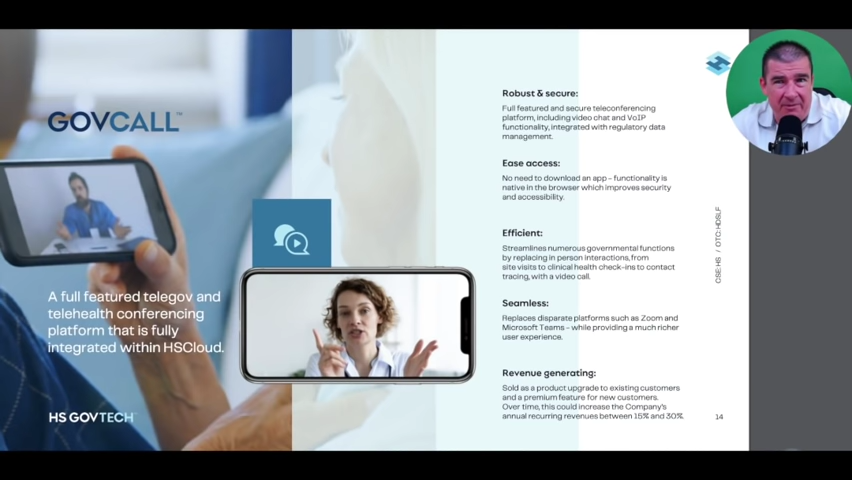 GOVCALL™
A full featured telegov and
telehealth conferencing
platform that is fully
integrated within HSCloud.
HS GOVTECH
Robust & secure:
Full featured and secure teleconferencing
platform, including video chat and VoIP
functionality, integrated with regulatory data
management.
Ease access:
No need to download an app - functionality is
native in the browser which improves security
and accessibility.
Efficient:
Streamlines numerous governmental functions
by replacing in person interactions, from
site visits to clinical health check-ins to contact
tracing, with a video call.
Seamless:
Replaces disparate platforms such as Zoom and
Microsoft Teams - while providing a much richer
user experience.
Revenue generating:
Sold as a product upgrade to existing customers
and a premium feature for new customers.
Over time, this could increase the Company's
annual recurring revenues between 15% and 30%.
CSE:HS / OTC:HDSLF
14